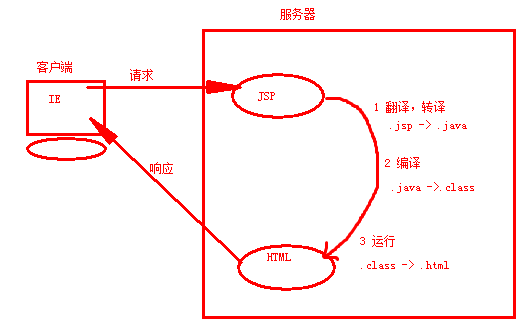 服务器
客户端
请求
IE
JSP
1 翻译，转译
.jsp -> .java
2 编译
响应
.java ->.class
3 运行
HTML
.class -> .html